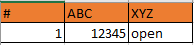 # ABC XYZ
1 12345 open